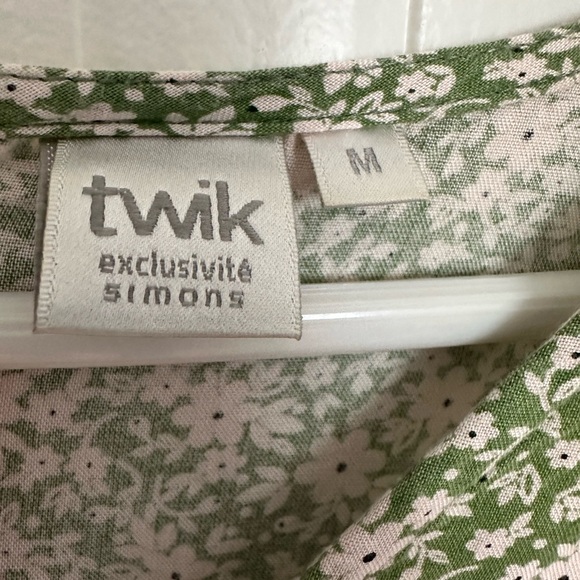 twik
exclusivité
simons
M